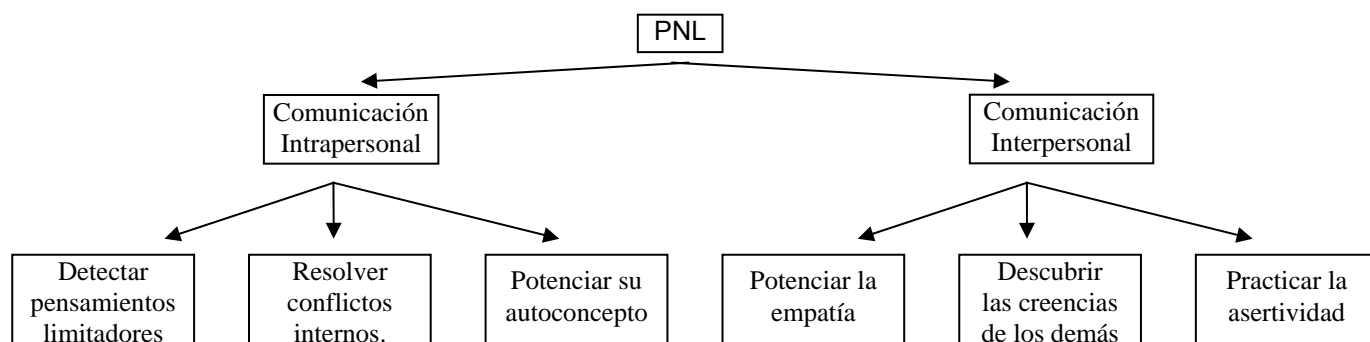 PNL
Comunicación
Intrapersonal
Comunicación
Interpersonal
Detectar
pensamientos
limitadores
Resolver
conflictos
internos.
Potenciar su
autoconcepto
Potenciar la
empatía
Descubrir
las creencias
de los demás
Practicar la
asertividad